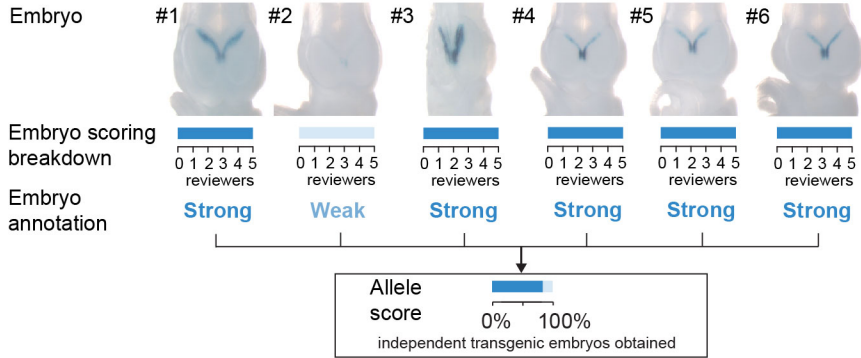 Embryo #1 #2 #3 #4 #5 #6
Embryo scoring
breakdown
0 1 2 3 4 5 0 1 2 3 4 5 0 1 2 3 4 5 0 1 2 3 4 5 0 1 2 3 4 5 0 1 2 3 4 5
reviewers reviewers reviewers reviewers reviewers reviewers
Embryo
annotation
Strong Weak Strong Strong Strong Strong
Allele
score
0% 100%
independent transgenic embryos obtained